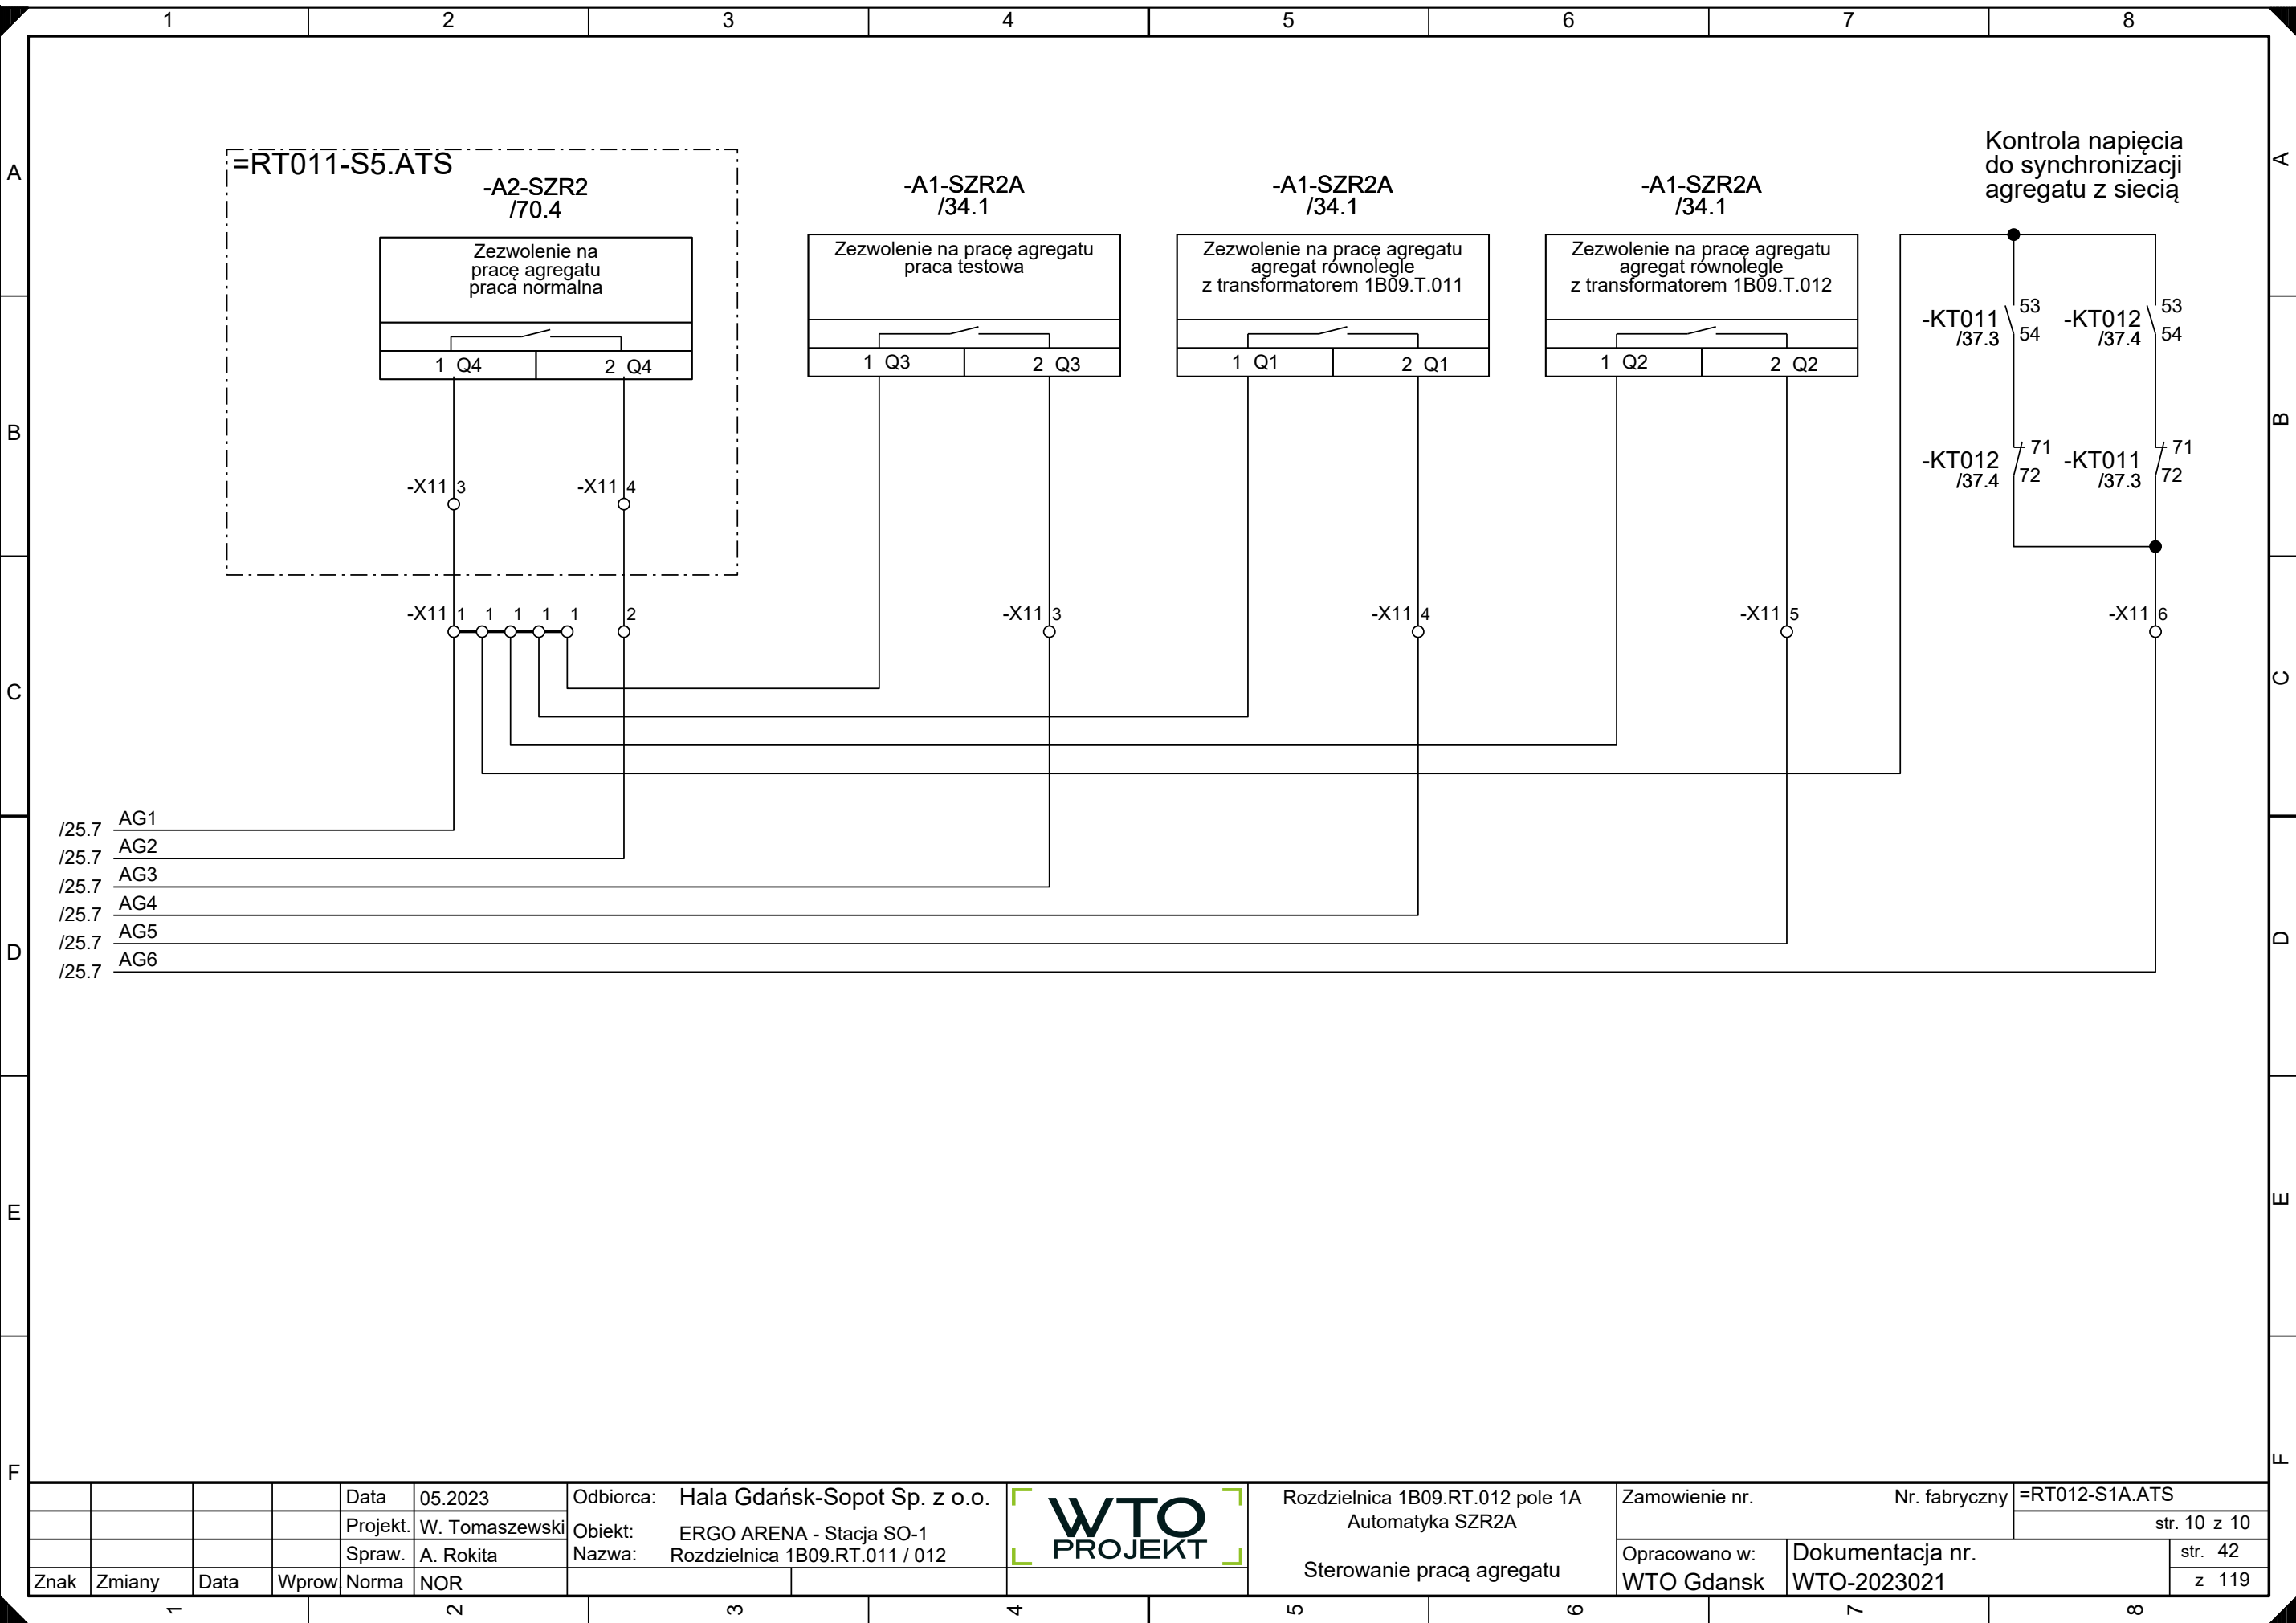 1 2 3 4 5 6 7 8
A
B
C
D
E
F
=RT011-S5.ATS
-A2-SZR2
/70.4
Zezwolenie na
pracę agregatu
praca normalna
1 Q4
2 Q4
-X11 3
-X11 4
-A1-SZR2A
/34.1
Zezwolenie na pracę agregatu
praca testowa
1 Q3
2 Q3
-A1-SZR2A
/34.1
Zezwolenie na pracę agregatu
agregat równolegle
z transformatorem 1B09.T.011
1 Q1
2 Q1
-A1-SZR2A
/34.1
Zezwolenie na pracę agregatu
agregat równolegle
z transformatorem 1B09.T.012
1 Q2
2 Q2
Kontrola napięcia
do synchronizacji
agregatu z siecią
-KT011
/37.3
53
54
-KT012
/37.4
53
54
-KT012
/37.4
71
72
-KT011
/37.3
71
72
-X11 1 1 1 1 1 2
-X11 3
-X11 4
-X11 5
-X11 6
/25.7 AG1
/25.7 AG2
/25.7 AG3
/25.7 AG4
/25.7 AG5
/25.7 AG6
A
B
C
D
E
F
Znak Zmiany Data Wprow.
Data 05.2023
Projekt. W. Tomaszewski
Spraw. A. Rokita
Norma NOR
Odbiorca: Hala Gdańsk-Sopot Sp. z o.o.
Obiekt: ERGO ARENA - Stacja SO-1
Nazwa: Rozdzielnica 1B09.RT.011 / 012
WTO
PROJEKT
Rozdzielnica 1B09.RT.012 pole 1A
Automatyka SZR2A
Sterowanie pracą agregatu
Zamowienie nr.
Nr. fabryczny =RT012-S1A.ATS
str. 10 z 10
Opracowano w:
WTO Gdansk
Dokumentacja nr.
WTO-2023021
str. 42
z 119
1 2 3 4 5 6 7 8